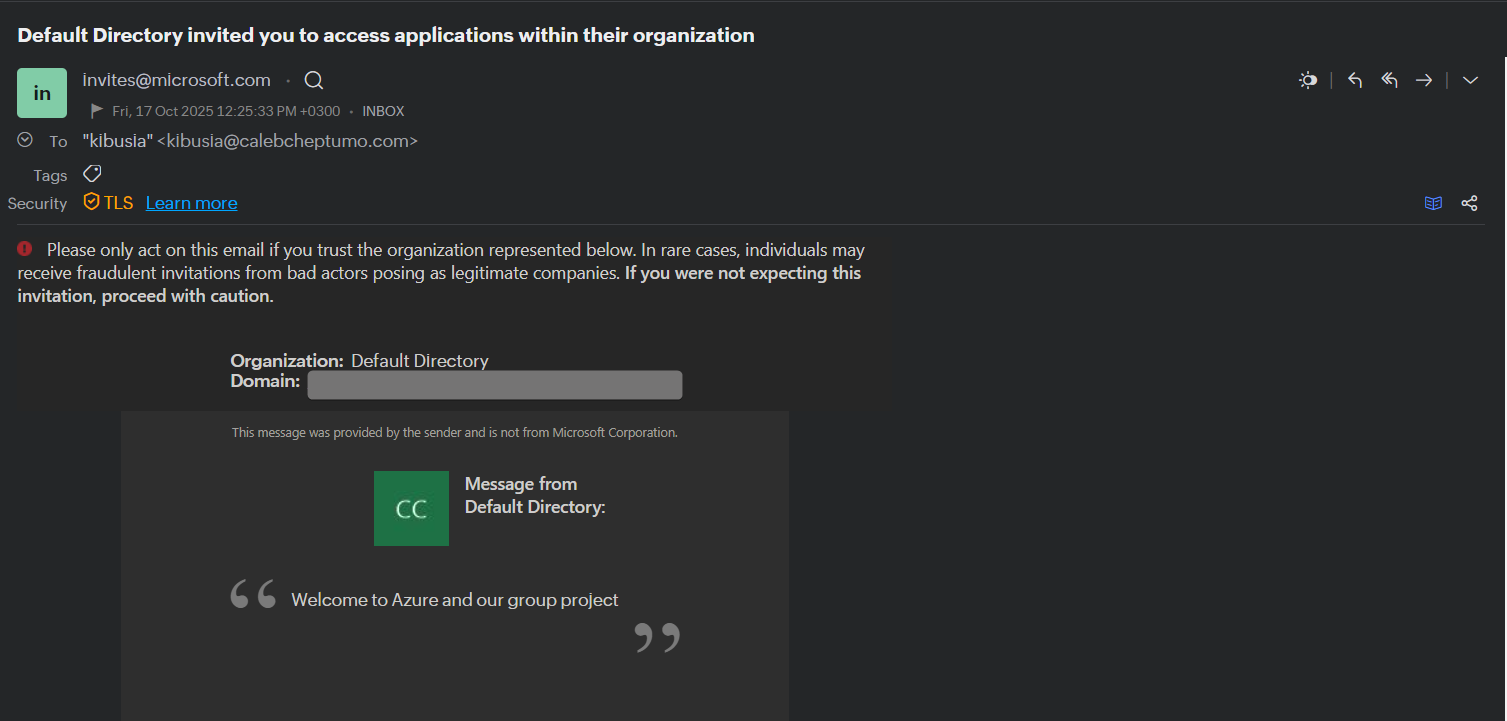 Default Directory invited you to access applications within their organization
in
invites@microsoft.com ·
Fri, 17 Oct 2025 12:25:33 PM +0300 · INBOX
To "kibusia" <kibusia@calebcheptumo.com>
Tags
Security TLS Learn more
Please only act on this email if you trust the organization represented below. In rare cases, individuals may
receive fraudulent invitations from bad actors posing as legitimate companies. If you were not expecting this
invitation, proceed with caution.
Organization: Default Directory
Domain:
This message was provided by the sender and is not from Microsoft Corporation.
CC
Message from
Default Directory:
“ Welcome to Azure and our group project
”